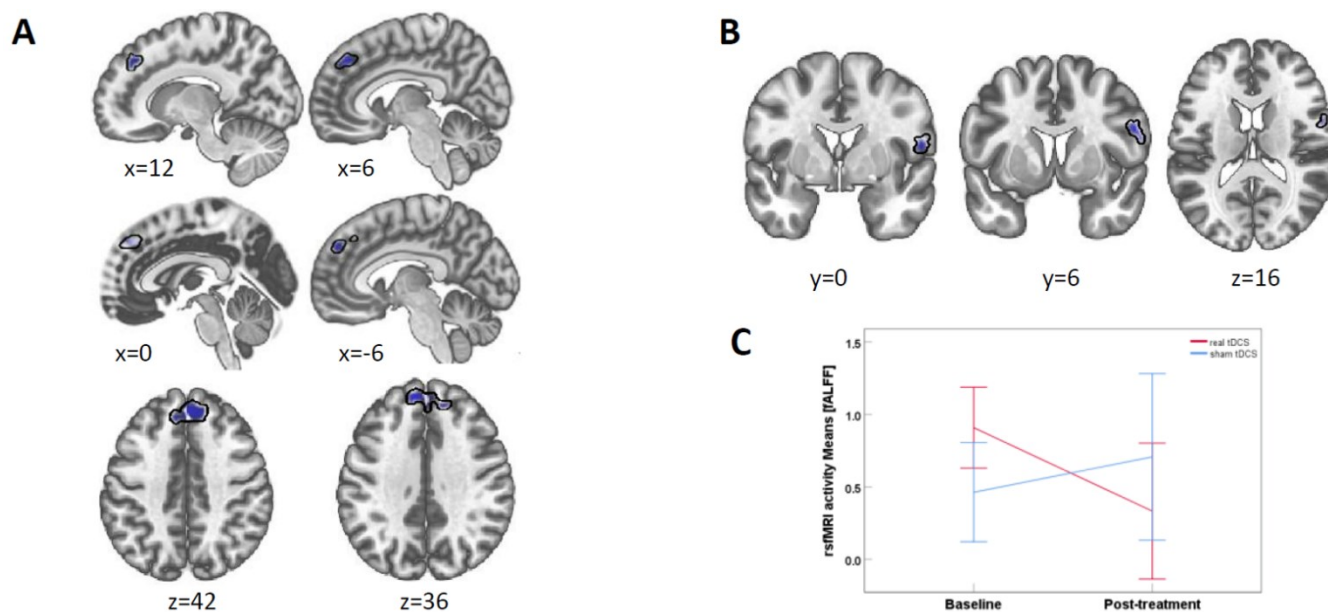 A
x=12
x=6
x=0
x=-6
z=42
z=36
B
y=0
y=6
z=16
C
real tDCS
sham tDCS
rsfMRI activity Means [fALFF]
1.5
1.0
0.5
0.0
Baseline
Post-treatment